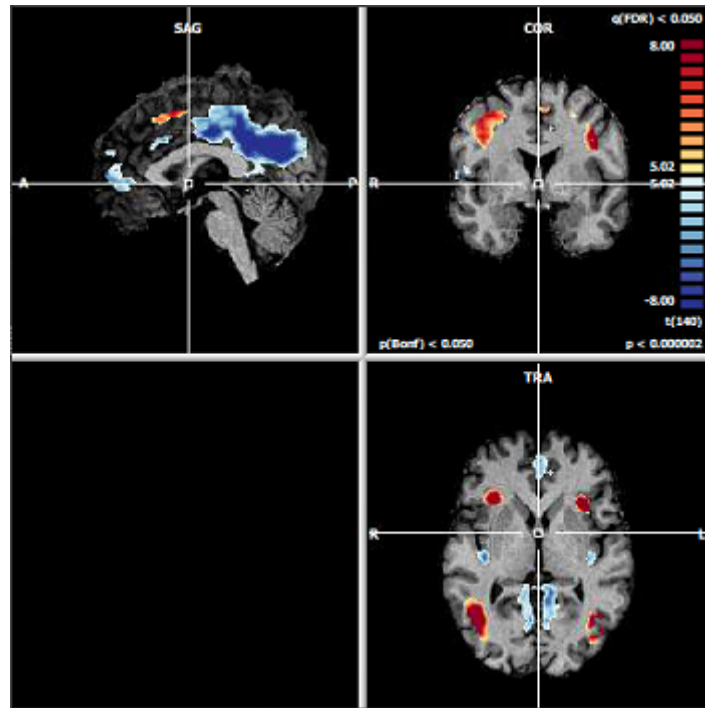 SAG
A
P
COR
q(FDR) < 0.050
8.00
5.02
-5.02
-8.00
t(140)
R
p(Bonf) < 0.050
p < 0.000002
TRA
R
L